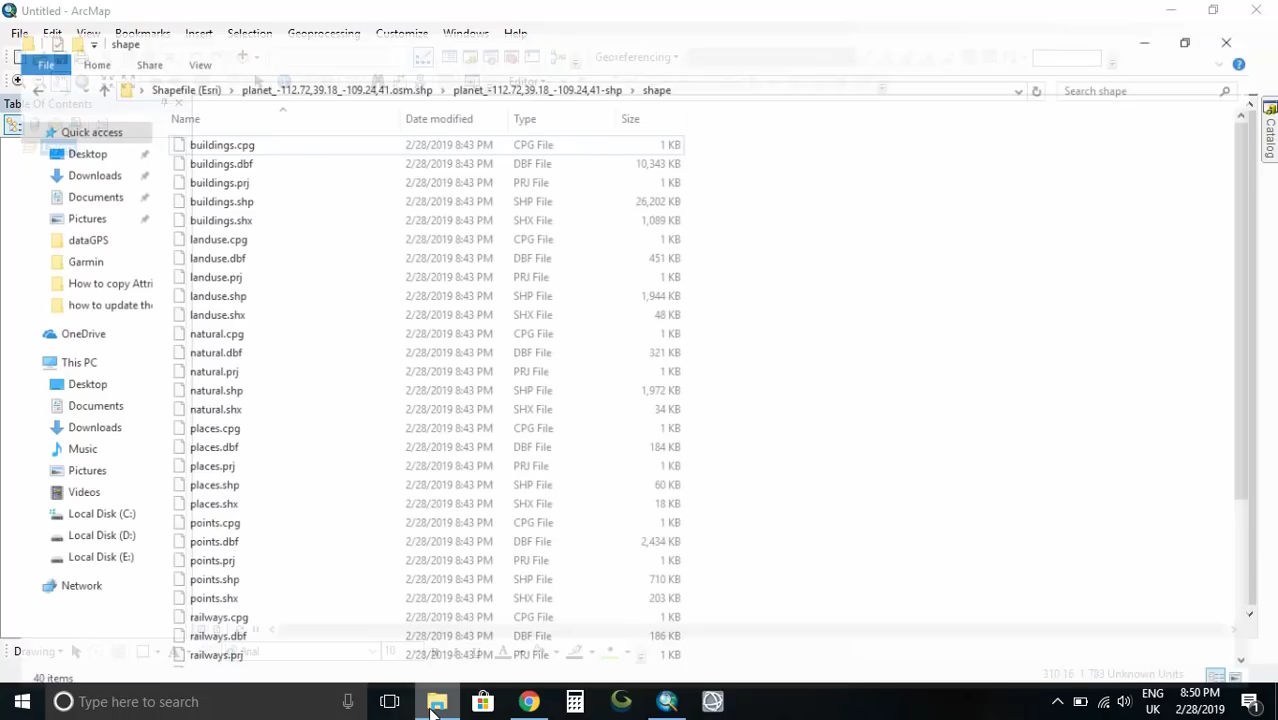 Untitled - ArcMap
File Edit View Bookmarks Insert Selection Geoprocessing Customize Windows Help
shape
File Home Share View
Georeferencing
Editor
Shapefile (Esri) planet_-112.72,39.18_-109.24,41.osm.shp planet_-112.72,39.18_-109.24,41-shp shape
Search shape
Table Of Contents
Catalog
Quick access
Desktop
Downloads
Documents
Pictures
dataGPS
Garmin
How to copy Attri
how to update the
OneDrive
This PC
Desktop
Documents
Downloads
Music
Pictures
Videos
Local Disk (C:)
Local Disk (D:)
Local Disk (E:)
Network
Name Date modified Type Size
buildings.cpg 2/28/2019 8:43 PM CPG File 1 KB
buildings.dbf 2/28/2019 8:43 PM DBF File 10,343 KB
buildings.prj 2/28/2019 8:43 PM PRJ File 1 KB
buildings.shp 2/28/2019 8:43 PM SHP File 26,202 KB
buildings.shx 2/28/2019 8:43 PM SHX File 1,089 KB
landuse.cpg 2/28/2019 8:43 PM CPG File 1 KB
landuse.dbf 2/28/2019 8:43 PM DBF File 451 KB
landuse.prj 2/28/2019 8:43 PM PRJ File 1 KB
landuse.shp 2/28/2019 8:43 PM SHP File 1,944 KB
landuse.shx 2/28/2019 8:43 PM SHX File 48 KB
natural.cpg 2/28/2019 8:43 PM CPG File 1 KB
natural.dbf 2/28/2019 8:43 PM DBF File 321 KB
natural.prj 2/28/2019 8:43 PM PRJ File 1 KB
natural.shp 2/28/2019 8:43 PM SHP File 1,972 KB
natural.shx 2/28/2019 8:43 PM SHX File 34 KB
places.cpg 2/28/2019 8:43 PM CPG File 1 KB
places.dbf 2/28/2019 8:43 PM DBF File 184 KB
places.prj 2/28/2019 8:43 PM PRJ File 1 KB
places.shp 2/28/2019 8:43 PM SHP File 60 KB
places.shx 2/28/2019 8:43 PM SHX File 18 KB
points.cpg 2/28/2019 8:43 PM CPG File 1 KB
points.dbf 2/28/2019 8:43 PM DBF File 2,434 KB
points.prj 2/28/2019 8:43 PM PRJ File 1 KB
points.shp 2/28/2019 8:43 PM SHP File 710 KB
points.shx 2/28/2019 8:43 PM SHX File 203 KB
railways.cpg 2/28/2019 8:43 PM CPG File 1 KB
railways.dbf 2/28/2019 8:43 PM DBF File 186 KB
railways.prj 2/28/2019 8:43 PM PRJ File 1 KB
Drawing Arial 10
40 items
310.16 1.783 Unknown Units
Type here to search
ENG
UK
8:50 PM
2/28/2019
1